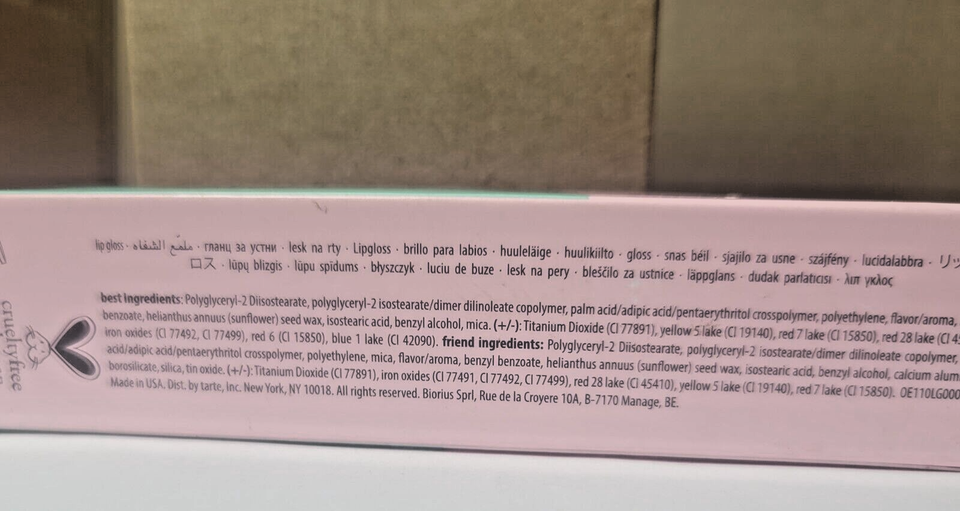 lip gloss · ملمّع الشفاه · гланц за устни · lesk na rty · Lipgloss · brillo para labios · huuleläige · huulikiilto · gloss · snas béil · sjajilo za usne · szájfény · lucidalabbra · リッ
ロス · lūpų blizgis · lūpu spīdums · błyszczyk · luciu de buze · lesk na pery · bleščilo za ustnice · läppglans · dudak parlatıcısı · λιπ γκλος
best ingredients: Polyglyceryl-2 Diisostearate, polyglyceryl-2 isostearate/dimer dilinoleate copolymer, palm acid/adipic acid/pentaerythritol crosspolymer, polyethylene, flavor/aroma,
benzoate, helianthus annuus (sunflower) seed wax, isostearic acid, benzyl alcohol, mica. (+/-): Titanium Dioxide (CI 77891), yellow 5 lake (CI 19140), red 7 lake (CI 15850), red 28 lake (CI 45
iron oxides (CI 77492, CI 77499), red 6 (CI 15850), blue 1 lake (CI 42090). friend ingredients: Polyglyceryl-2 Diisostearate, polyglyceryl-2 isostearate/dimer dilinoleate copolymer,
acid/adipic acid/pentaerythritol crosspolymer, polyethylene, mica, flavor/aroma, benzyl benzoate, helianthus annuus (sunflower) seed wax, isostearic acid, benzyl alcohol, calcium alum
borosilicate, silica, tin oxide. (+/-): Titanium Dioxide (CI 77891), iron oxides (CI 77491, CI 77492, CI 77499), red 28 lake (CI 45410), yellow 5 lake (CI 19140), red 7 lake (CI 15850). OE110LG000
Made in USA. Dist. by tarte, Inc. New York, NY 10018. All rights reserved. Biorius Sprl, Rue de la Croyere 10A, B-7170 Manage, BE.
crueltyfree